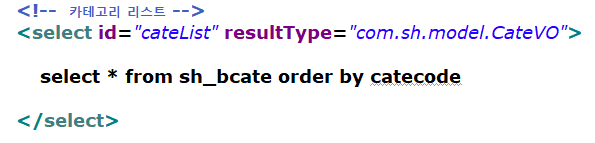 <!-- 카테고리 리스트 -->
<select id="cateList" resultType="com.sh.model.CateVO">
select * from sh_bcate order by catecode
</select>